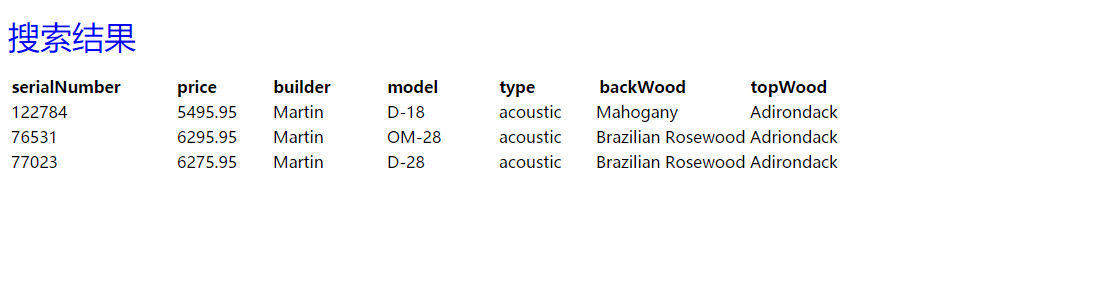 搜索结果
serialNumber price builder model type backWood topWood
122784 5495.95 Martin D-18 acoustic Mahogany Adirondack
76531 6295.95 Martin OM-28 acoustic Brazilian Rosewood Adriondack
77023 6275.95 Martin D-28 acoustic Brazilian Rosewood Adirondack